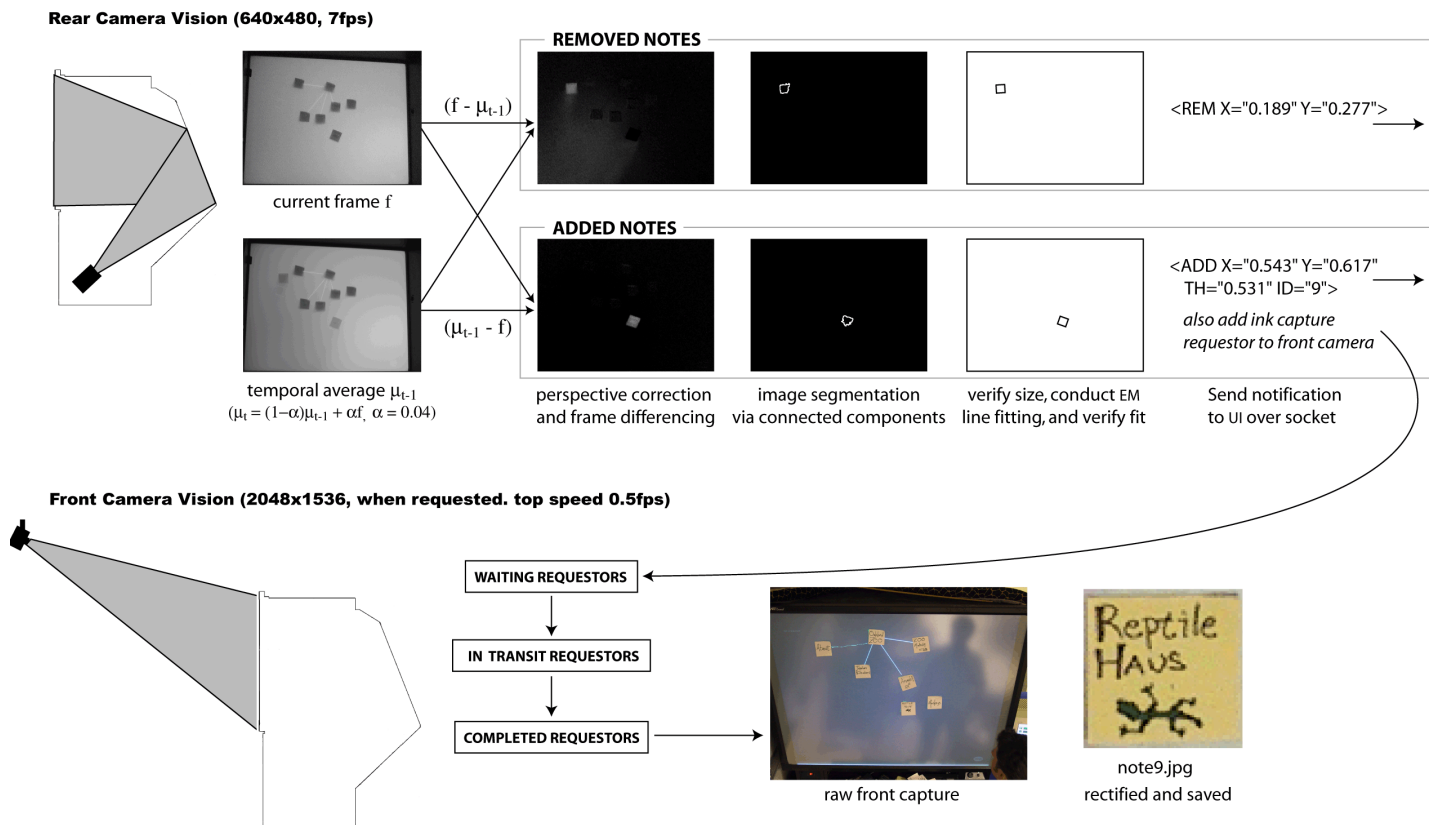 Rear Camera Vision (640x480, 7fps)
REMOVED NOTES
(f - μt-1)
<REM X="0.189" Y="0.277">
current frame f
ADDED NOTES
<ADD X="0.543" Y="0.617"
TH="0.531" ID="9">
(μt-1 - f)
also add ink capture
requestor to front camera
temporal average μt-1
(μt = (1−α)μt-1 + αf, α = 0.04)
perspective correction
and frame differencing
image segmentation
via connected components
verify size, conduct EM
line fitting, and verify fit
Send notification
to UI over socket
Front Camera Vision (2048x1536, when requested. top speed 0.5fps)
WAITING REQUESTORS
IN TRANSIT REQUESTORS
COMPLETED REQUESTORS
raw front capture
Reptile
HAUS
note9.jpg
rectified and saved